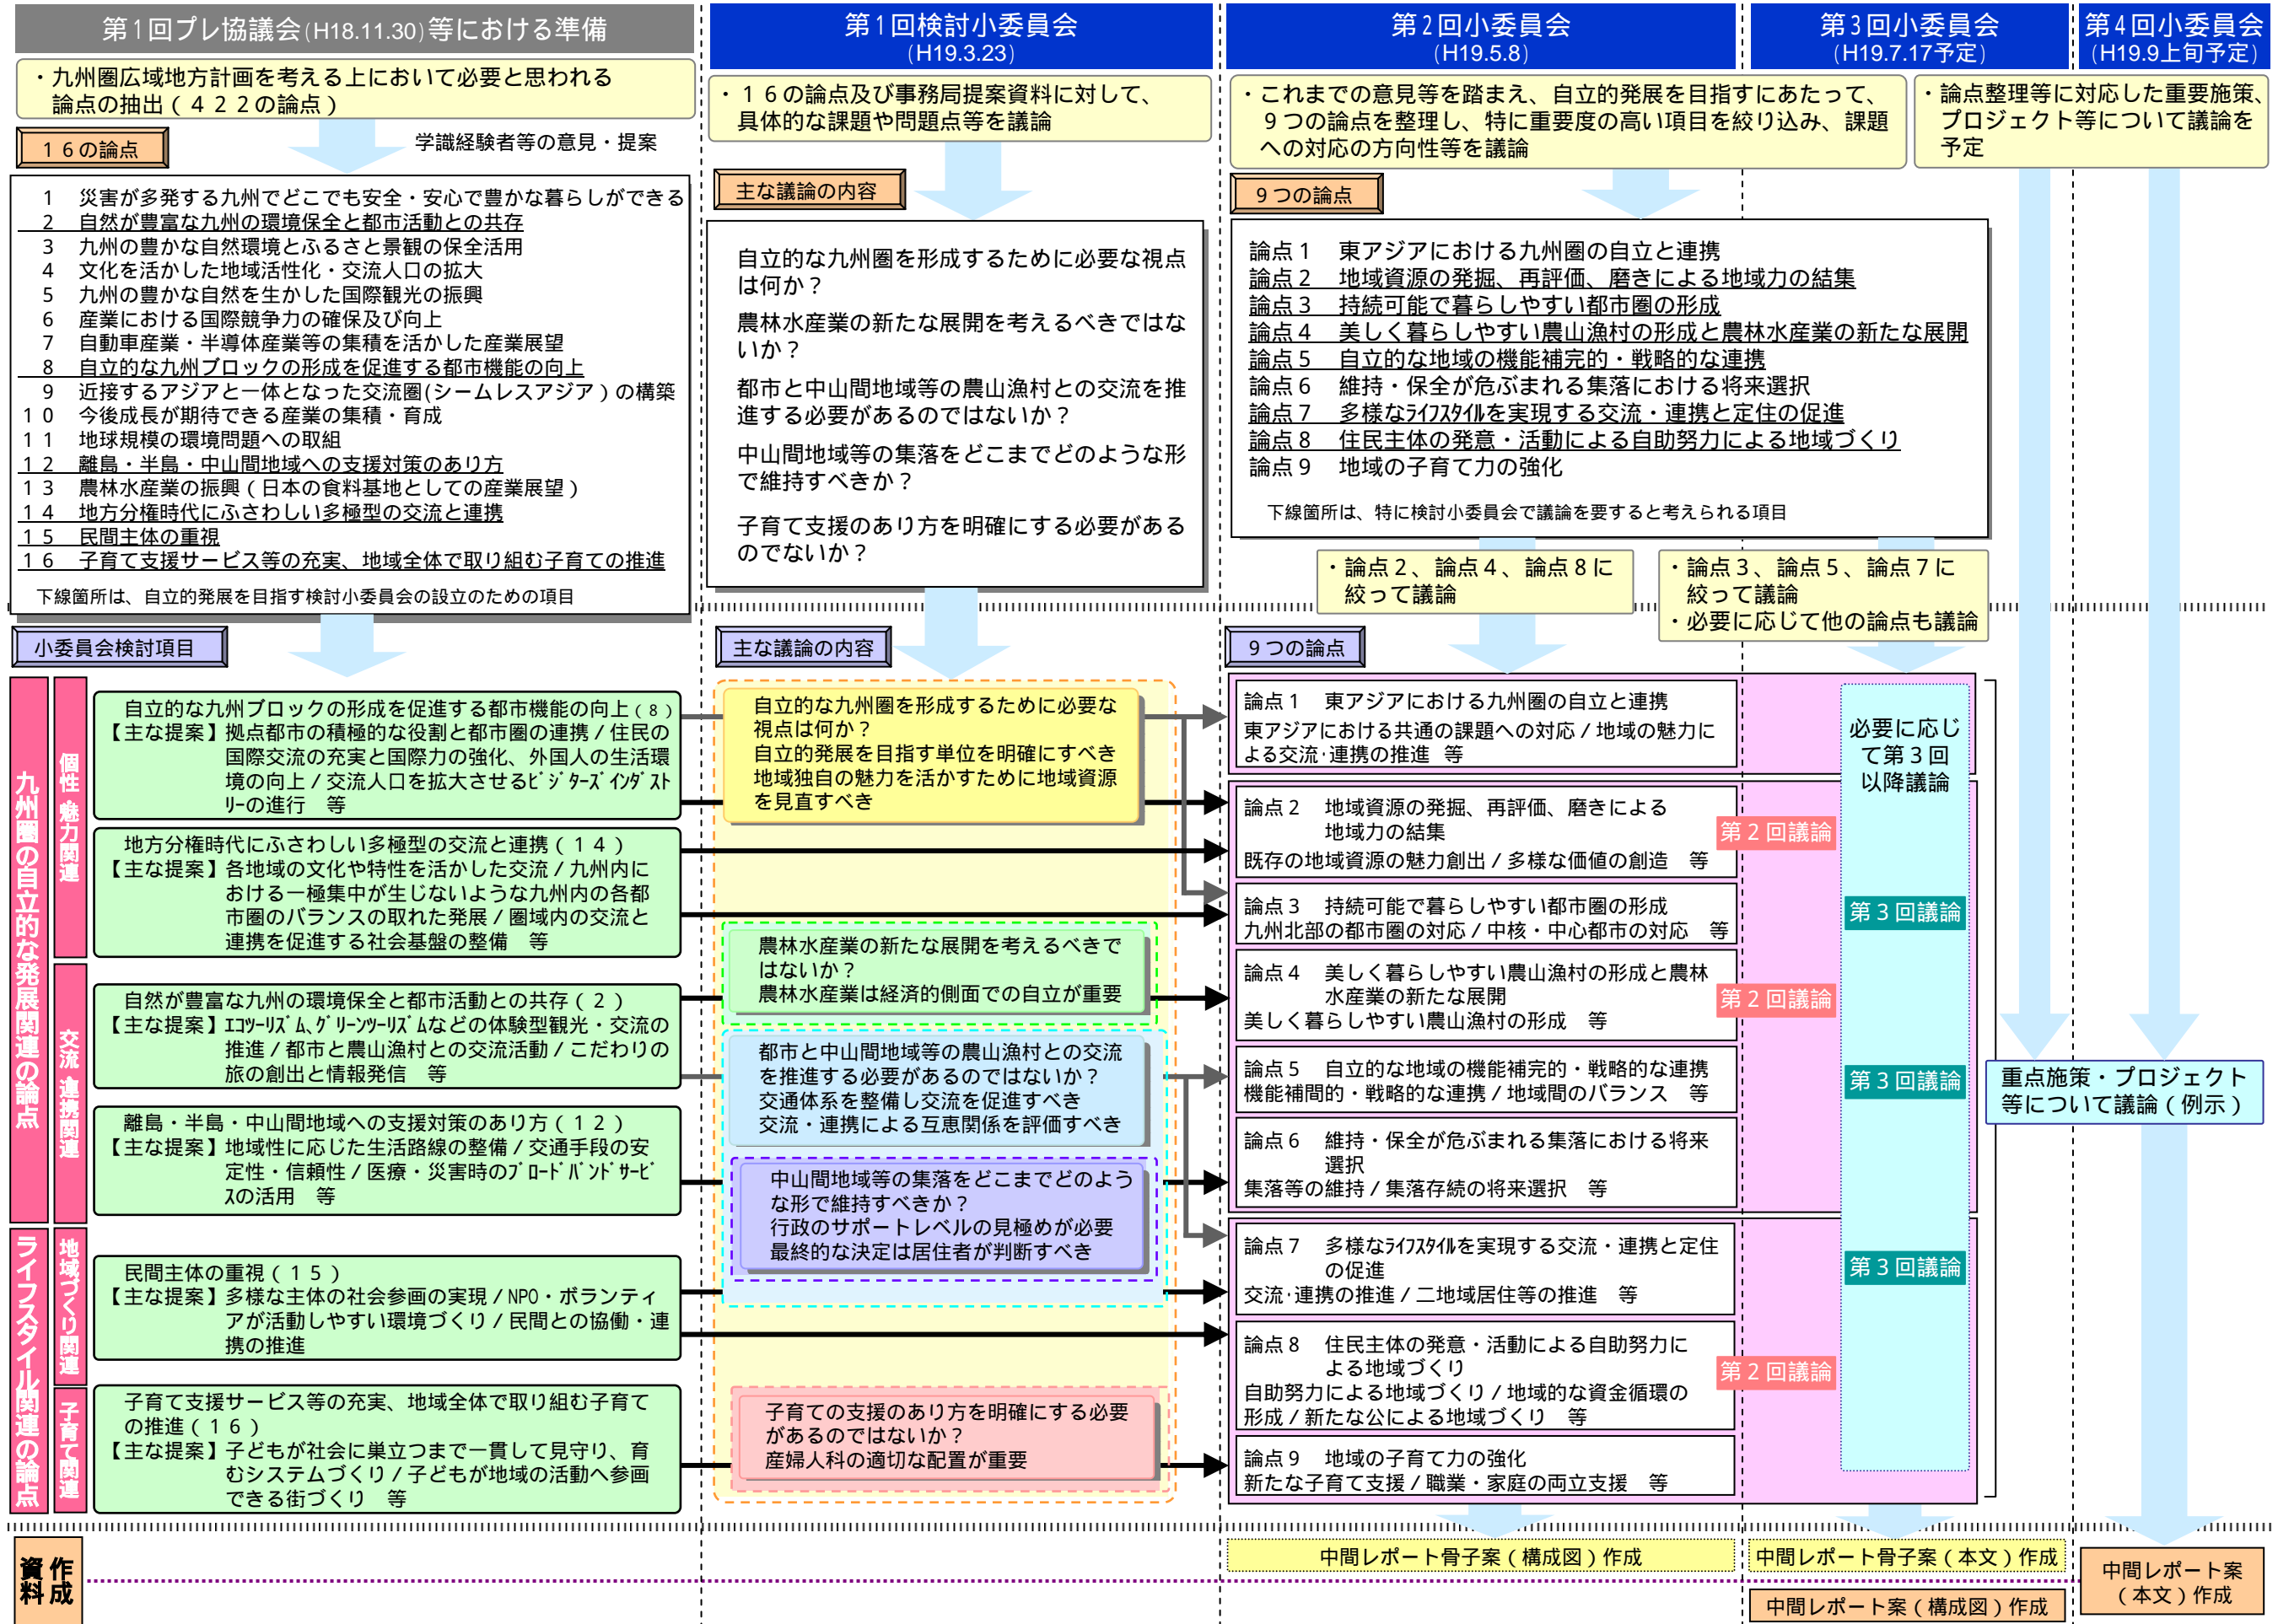 第1回プレ協議会(H18.11.30)等における準備
・九州圏広域地方計画を考える上において必要と思われる
論点の抽出(422の論点)
16の論点
学識経験者等の意見・提案
1 災害が多発する九州でどこでも安全・安心で豊かな暮らしができる
2 自然が豊富な九州の環境保全と都市活動との共存
3 九州の豊かな自然環境とふるさと景観の保全活用
4 文化を活かした地域活性化・交流人口の拡大
5 九州の豊かな自然を生かした国際観光の振興
6 産業における国際競争力の確保及び向上
7 自動車産業・半導体産業等の集積を活かした産業展望
8 自立的な九州ブロックの形成を促進する都市機能の向上
9 近接するアジアと一体となった交流圏(シームレスアジア)の構築
10 今後成長が期待できる産業の集積・育成
11 地球規模の環境問題への取組
12 離島・半島・中山間地域への支援対策のあり方
13 農林水産業の振興(日本の食料基地としての産業展望)
14 地方分権時代にふさわしい多極型の交流と連携
15 民間主体の重視
16 子育て支援サービス等の充実、地域全体で取り組む子育ての推進
下線箇所は、自立的発展を目指す検討小委員会の設立のための項目
第1回検討小委員会
(H19.3.23)
・16の論点及び事務局提案資料に対して、
具体的な課題や問題点等を議論
主な議論の内容
自立的な九州圏を形成するために必要な視点
は何か?
農林水産業の新たな展開を考えるべきではな
いか?
都市と中山間地域等の農山漁村との交流を推
進する必要があるのではないか?
中山間地域等の集落をどこまでどのような形
で維持すべきか?
子育て支援のあり方を明確にする必要がある
のでないか?
第2回小委員会
(H19.5.8)
第3回小委員会
(H19.7.17予定)
第4回小委員会
(H19.9上旬予定)
・これまでの意見等を踏まえ、自立的発展を目指すにあたって、
9つの論点を整理し、特に重要度の高い項目を絞り込み、課題
への対応の方向性等を議論
・論点整理等に対応した重要施策、
プロジェクト等について議論を
予定
9つの論点
論点1 東アジアにおける九州圏の自立と連携
論点2 地域資源の発掘、再評価、磨きによる地域力の結集
論点3 持続可能で暮らしやすい都市圏の形成
論点4 美しく暮らしやすい農山漁村の形成と農林水産業の新たな展開
論点5 自立的な地域の機能補完的・戦略的な連携
論点6 維持・保全が危ぶまれる集落における将来選択
論点7 多様なﾗｲﾌｽﾀｲﾙを実現する交流・連携と定住の促進
論点8 住民主体の発意・活動による自助努力による地域づくり
論点9 地域の子育て力の強化
下線箇所は、特に検討小委員会で議論を要すると考えられる項目
・論点2、論点4、論点8に
絞って議論
・論点3、論点5、論点7に
絞って議論
・必要に応じて他の論点も議論
小委員会検討項目
九州圏の自立的な発展関連の論点
個性・魅力関連
自立的な九州ブロックの形成を促進する都市機能の向上(8)
【主な提案】拠点都市の積極的な役割と都市圏の連携/住民の
国際交流の充実と国際力の強化、外国人の生活環
境の向上/交流人口を拡大させるﾋﾞｼﾞﾀｰｽﾞｲﾝﾀﾞｽﾄ
ﾘｰの進行 等
地方分権時代にふさわしい多極型の交流と連携(14)
【主な提案】各地域の文化や特性を活かした交流/九州内に
おける一極集中が生じないような九州内の各都
市圏のバランスの取れた発展/圏域内の交流と
連携を促進する社会基盤の整備 等
交流・連携関連
自然が豊富な九州の環境保全と都市活動との共存(2)
【主な提案】ｴｺﾂｰﾘｽﾞﾑ、ｸﾞﾘｰﾝﾂｰﾘｽﾞﾑなどの体験型観光・交流の
推進/都市と農山漁村との交流活動/こだわりの
旅の創出と情報発信 等
離島・半島・中山間地域への支援対策のあり方(12)
【主な提案】地域性に応じた生活路線の整備/交通手段の安
定性・信頼性/医療・災害時のﾌﾞﾛｰﾄﾞﾊﾞﾝﾄﾞｻｰﾋﾞ
ｽの活用 等
ライフスタイル関連の論点
地域づくり関連
民間主体の重視(15)
【主な提案】多様な主体の社会参画の実現/NPO・ボランティ
アが活動しやすい環境づくり/民間との協働・連
携の推進
子育て関連
子育て支援サービス等の充実、地域全体で取り組む子育て
の推進(16)
【主な提案】子どもが社会に巣立つまで一貫して見守り、育
むシステムづくり/子どもが地域の活動へ参画
できる街づくり 等
主な議論の内容
自立的な九州圏を形成するために必要な
視点は何か?
自立的発展を目指す単位を明確にすべき
地域独自の魅力を活かすために地域資源
を見直すべき
農林水産業の新たな展開を考えるべきで
はないか?
農林水産業は経済的側面での自立が重要
都市と中山間地域等の農山漁村との交流
を推進する必要があるのではないか?
交通体系を整備し交流を促進すべき
交流・連携による互恵関係を評価すべき
中山間地域等の集落をどこまでどのよう
な形で維持すべきか?
行政のサポートレベルの見極めが必要
最終的な決定は居住者が判断すべき
子育ての支援のあり方を明確にする必要
があるのではないか?
産婦人科の適切な配置が重要
9つの論点
論点1 東アジアにおける九州圏の自立と連携
東アジアにおける共通の課題への対応/地域の魅力に
よる交流・連携の推進 等
論点2 地域資源の発掘、再評価、磨きによる
地域力の結集
既存の地域資源の魅力創出/多様な価値の創造 等
第2回議論
論点3 持続可能で暮らしやすい都市圏の形成
九州北部の都市圏の対応/中核・中心都市の対応 等
論点4 美しく暮らしやすい農山漁村の形成と農林
水産業の新たな展開
美しく暮らしやすい農山漁村の形成 等
第2回議論
論点5 自立的な地域の機能補完的・戦略的な連携
機能補間的・戦略的な連携/地域間のバランス 等
論点6 維持・保全が危ぶまれる集落における将来
選択
集落等の維持/集落存続の将来選択 等
論点7 多様なﾗｲﾌｽﾀｲﾙを実現する交流・連携と定住
の促進
交流・連携の推進/二地域居住等の推進 等
論点8 住民主体の発意・活動による自助努力に
よる地域づくり
自助努力による地域づくり/地域的な資金循環の
形成/新たな公による地域づくり 等
第2回議論
論点9 地域の子育て力の強化
新たな子育て支援/職業・家庭の両立支援 等
必要に応じ
て第3回
以降議論
第3回議論
第3回議論
第3回議論
重点施策・プロジェクト
等について議論(例示)
作成
資料
中間レポート骨子案(構成図)作成
中間レポート骨子案(本文)作成
中間レポート案(構成図)作成
中間レポート案
(本文)作成